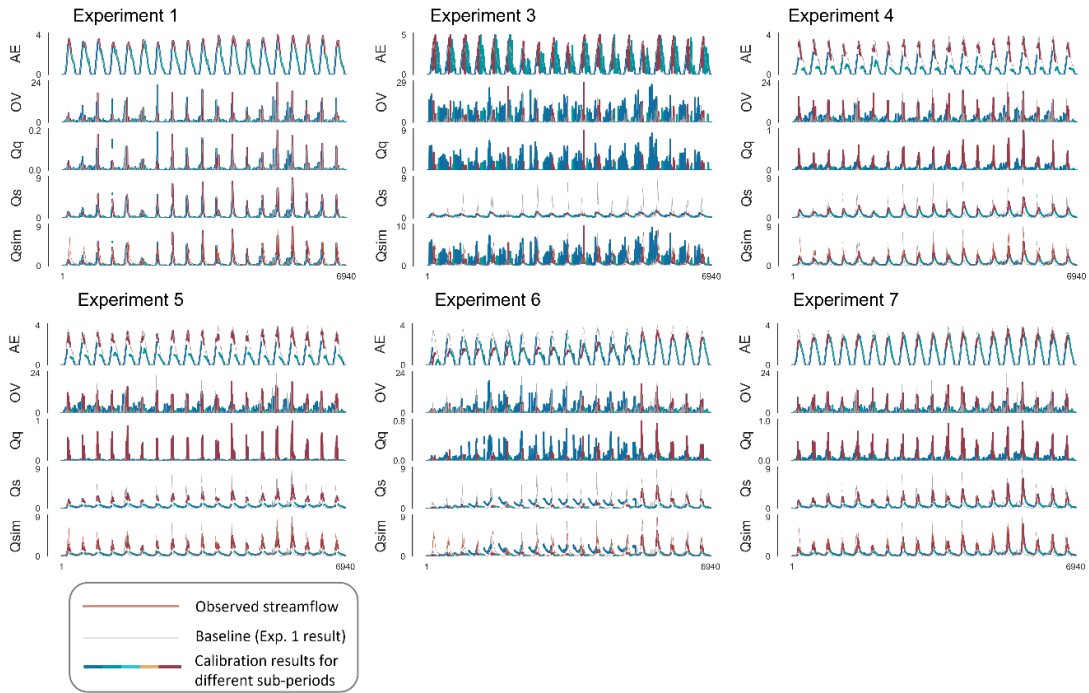 Experiment 1
AE
4
0
OV
24
0
Qq
0.2
0.0
Qs
9
0
Qsim
9
0
1
6940
Experiment 3
AE
5
0
OV
29
0
Qq
9
0
Qs
9
0
Qsim
10
0
1
6940
Experiment 4
AE
4
0
OV
24
0
Qq
1
0
Qs
9
0
Qsim
9
0
1
6940
Experiment 5
AE
4
0
OV
24
0
Qq
1
0
Qs
9
0
Qsim
9
0
1
6940
Experiment 6
AE
4
0
OV
24
0
Qq
0.8
0.0
Qs
9
0
Qsim
9
0
1
6940
Experiment 7
AE
4
0
OV
24
0
Qq
1.0
0.0
Qs
9
0
Qsim
9
0
1
6940
Observed streamflow
Baseline (Exp. 1 result)
Calibration results for
different sub-periods